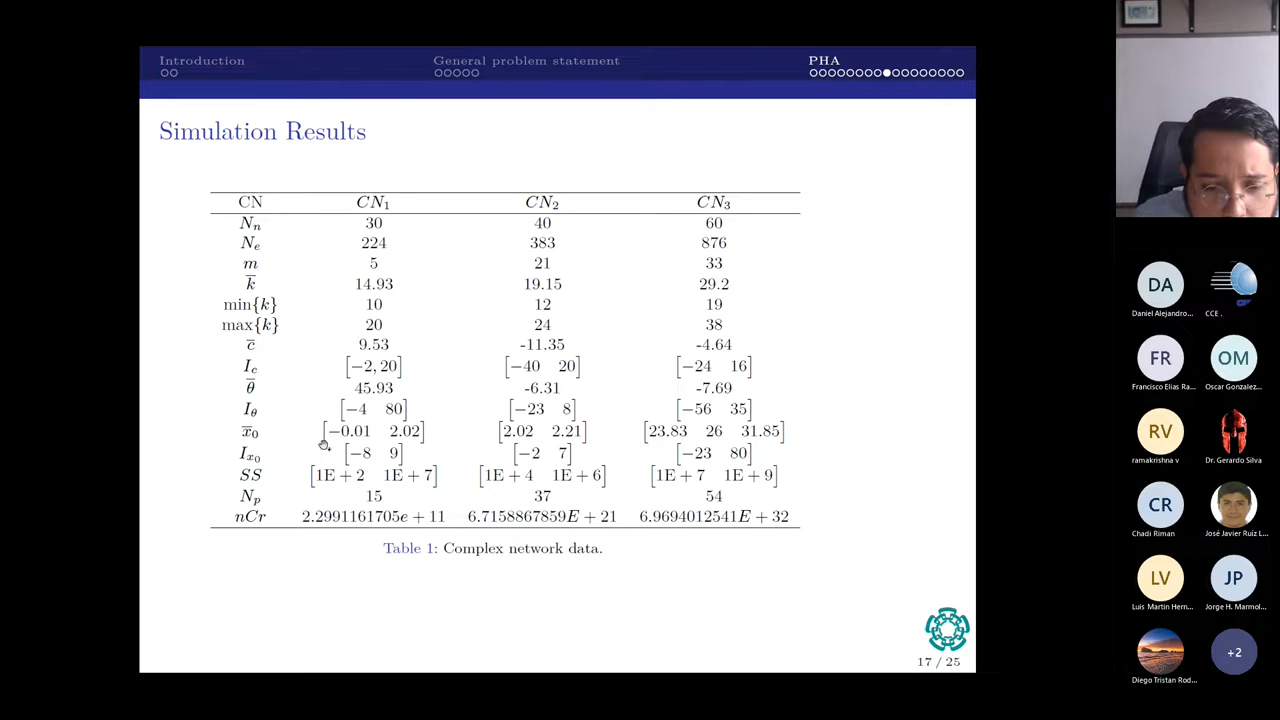 Introduction General problem statement PHA
Simulation Results
CN CN₁ CN₂ CN₃
Nₙ 30 40 60
Nₑ 224 383 876
m 5 21 33
k̅ 14.93 19.15 29.2
min{k} 10 12 19
max{k} 20 24 38
c̅ 9.53 -11.35 -4.64
I_c [−2, 20] [−40 20] [−24 16]
θ̅ 45.93 -6.31 -7.69
I_θ [−4 80] [−23 8] [−56 35]
x̅₀ [−0.01 2.02] [2.02 2.21] [23.83 26 31.85]
I_x₀ [−8 9] [−2 7] [−23 80]
SS [1E + 2 1E + 7] [1E + 4 1E + 6] [1E + 7 1E + 9]
Nₚ 15 37 54
nCr 2.2991161705e + 11 6.7158867859E + 21 6.9694012541E + 32
Table 1: Complex network data.
17 / 25
DA
Daniel Alejandro...
CCE .
FR
Francisco Elias Ra...
OM
Oscar Gonzalez...
RV
ramakrishna v
Dr. Gerardo Silva
CR
Chadi Riman
José Javier Ruíz L...
LV
Luis Martin Hern...
JP
Jorge H. Marmol...
Diego Tristan Rod...
+2